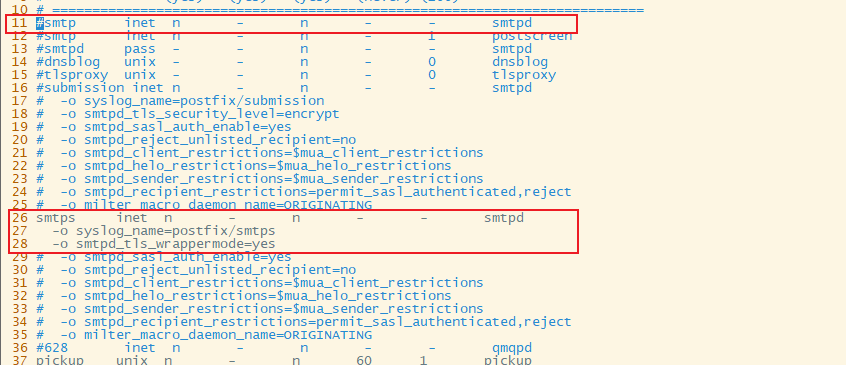 10 # ==========================================================================
11 #smtp      inet  n       -       n       -       -       smtpd
12 #smtp      inet  n       -       n       -       1       postscreen
13 #smtpd     pass  -       -       n       -       -       smtpd
14 #dnsblog   unix  -       -       n       -       0       dnsblog
15 #tlsproxy  unix  -       -       n       -       0       tlsproxy
16 #submission inet n       -       n       -       -       smtpd
17 #  -o syslog_name=postfix/submission
18 #  -o smtpd_tls_security_level=encrypt
19 #  -o smtpd_sasl_auth_enable=yes
20 #  -o smtpd_reject_unlisted_recipient=no
21 #  -o smtpd_client_restrictions=$mua_client_restrictions
22 #  -o smtpd_helo_restrictions=$mua_helo_restrictions
23 #  -o smtpd_sender_restrictions=$mua_sender_restrictions
24 #  -o smtpd_recipient_restrictions=permit_sasl_authenticated,reject
25 #  -o milter_macro_daemon_name=ORIGINATING
26 smtps     inet  n       -       n       -       -       smtpd
27   -o syslog_name=postfix/smtps
28   -o smtpd_tls_wrappermode=yes
29 #  -o smtpd_sasl_auth_enable=yes
30 #  -o smtpd_reject_unlisted_recipient=no
31 #  -o smtpd_client_restrictions=$mua_client_restrictions
32 #  -o smtpd_helo_restrictions=$mua_helo_restrictions
33 #  -o smtpd_sender_restrictions=$mua_sender_restrictions
34 #  -o smtpd_recipient_restrictions=permit_sasl_authenticated,reject
35 #  -o milter_macro_daemon_name=ORIGINATING
36 #628       inet  n       -       n       -       -       qmqpd
37 pickup    unix  n       -       n       60      1       pickup